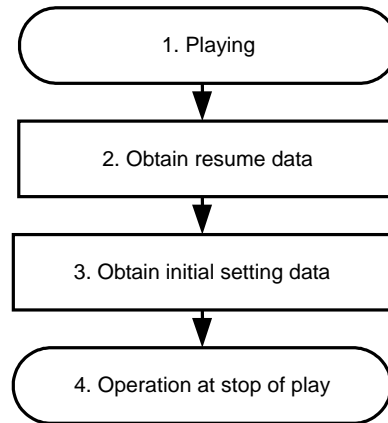 1. Playing
2. Obtain resume data
3. Obtain initial setting data
4. Operation at stop of play